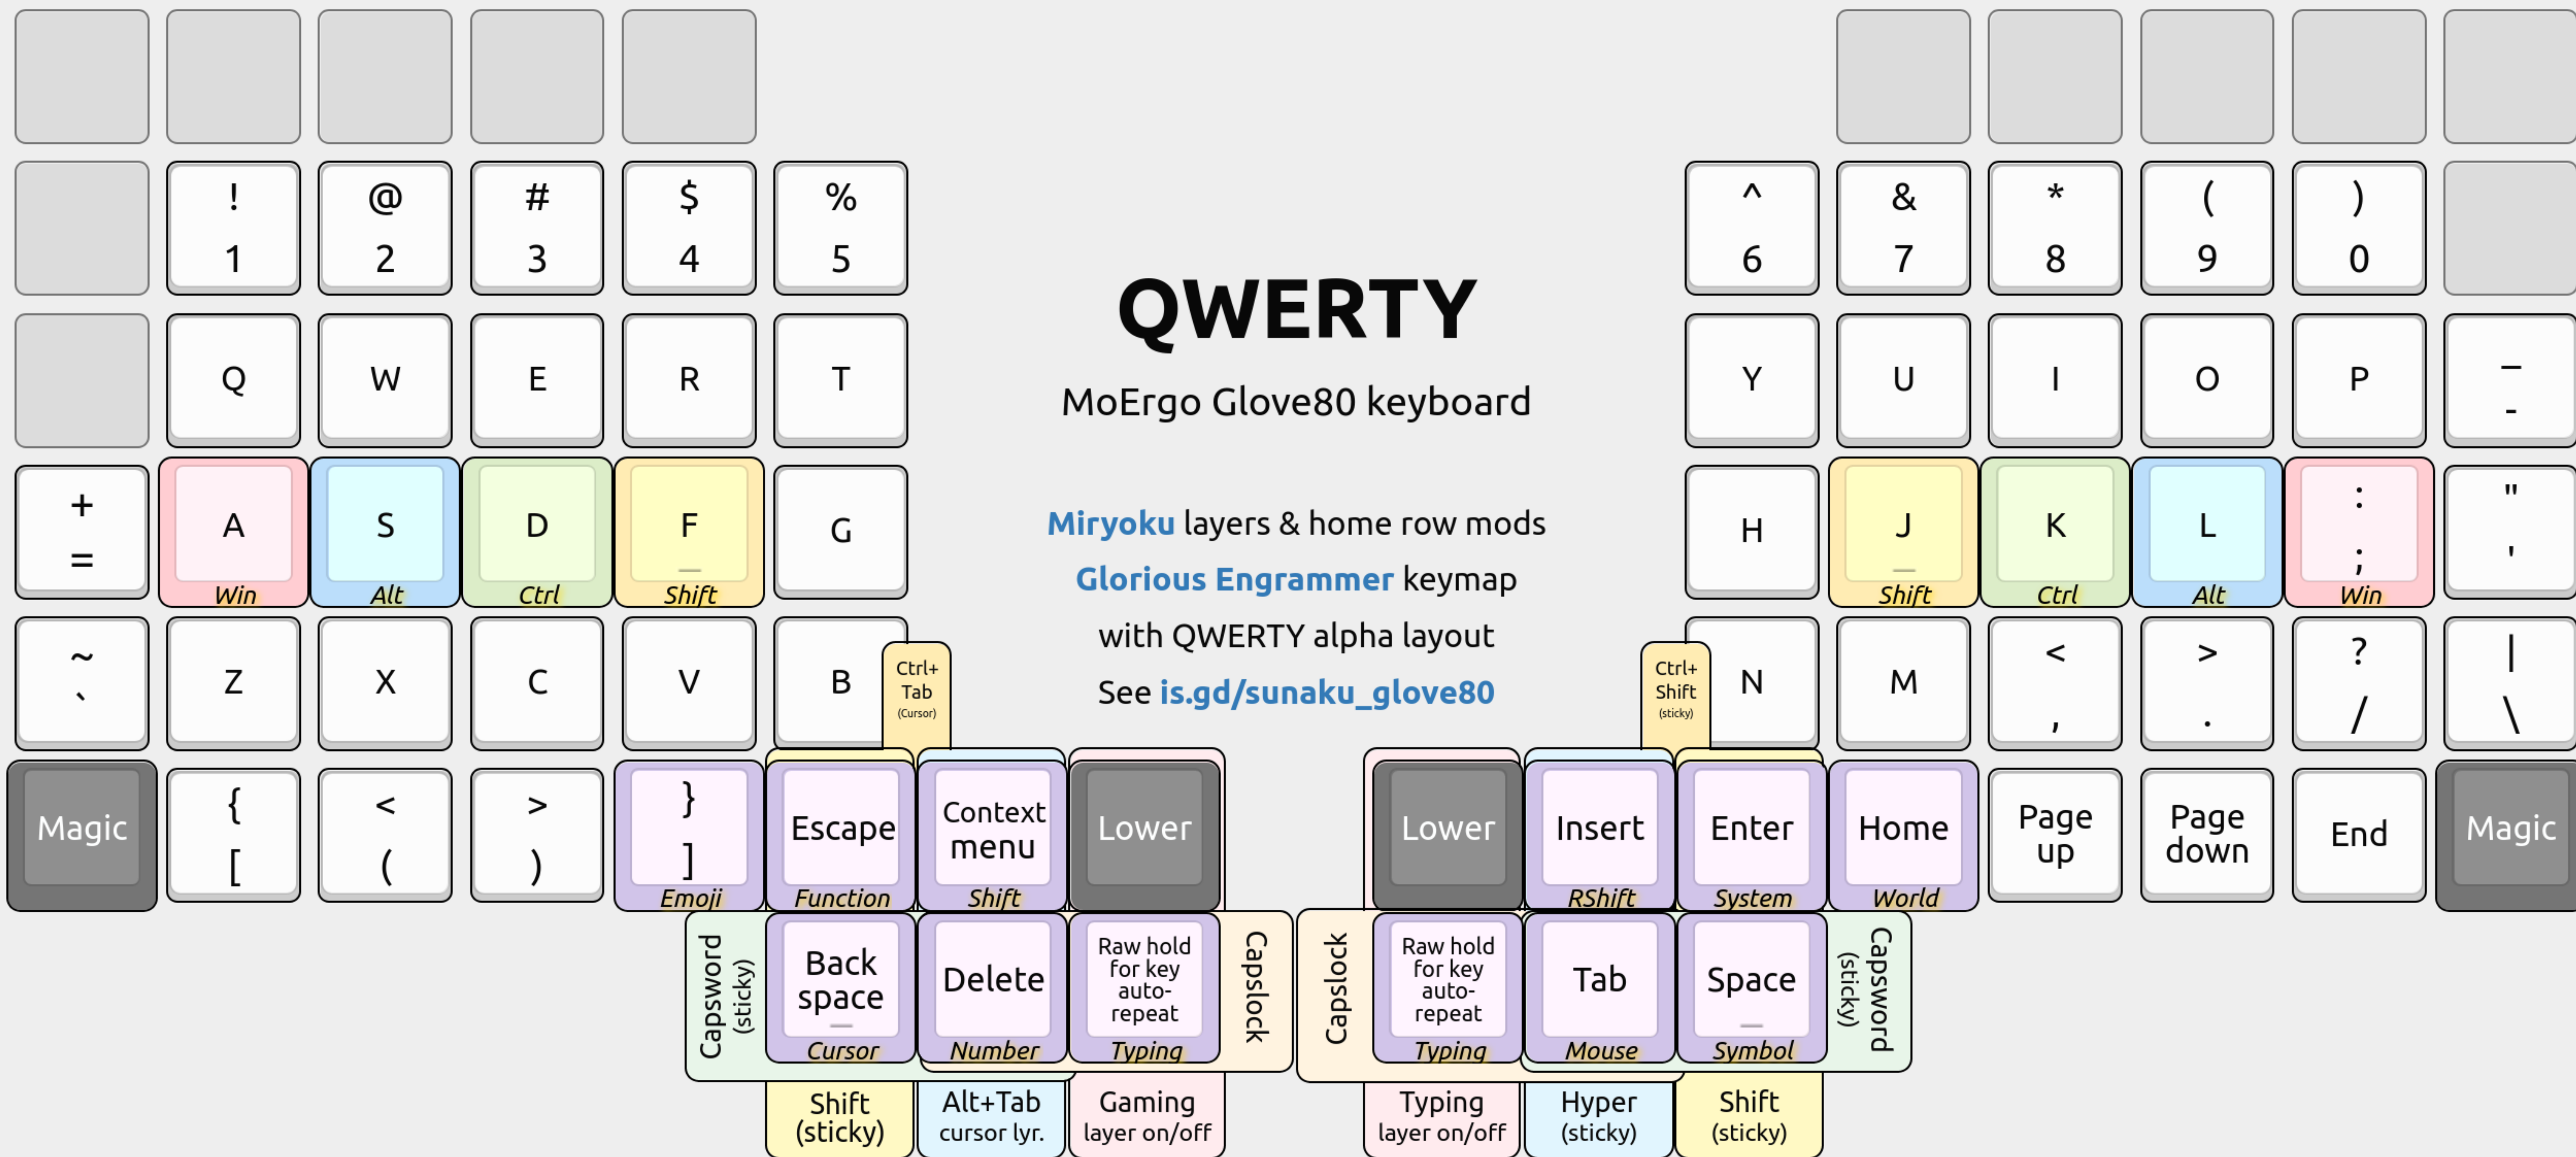 ! @ # $ % ^ & * ( )
1 2 3 4 5 6 7 8 9 0
QWERTY
MoErgo Glove80 keyboard
Q W E R T Y U I O P _
-
Miryoku layers & home row mods
Glorious Engrammer keymap
with QWERTY alpha layout
See is.gd/sunaku_glove80
+ A S D F G H J K L : "
= ; '
Win Alt Ctrl Shift Shift Ctrl Alt Win
~ Z X C V B N M < > ? |
` , . / \
Ctrl+
Tab
(Cursor)
Ctrl+
Shift
(sticky)
Magic { < > } Escape Context
menu Lower Lower Insert Enter Home Page
up Page
down End Magic
[ ( ) ]
Emoji Function Shift RShift System World
Capsword
(sticky)
Back
space
Delete
Raw hold
for key
auto-
repeat
Capslock
Capslock
Raw hold
for key
auto-
repeat
Tab
Space
Capsword
(sticky)
Cursor Number Typing Typing Mouse Symbol
Shift
(sticky)
Alt+Tab
cursor lyr.
Gaming
layer on/off
Typing
layer on/off
Hyper
(sticky)
Shift
(sticky)